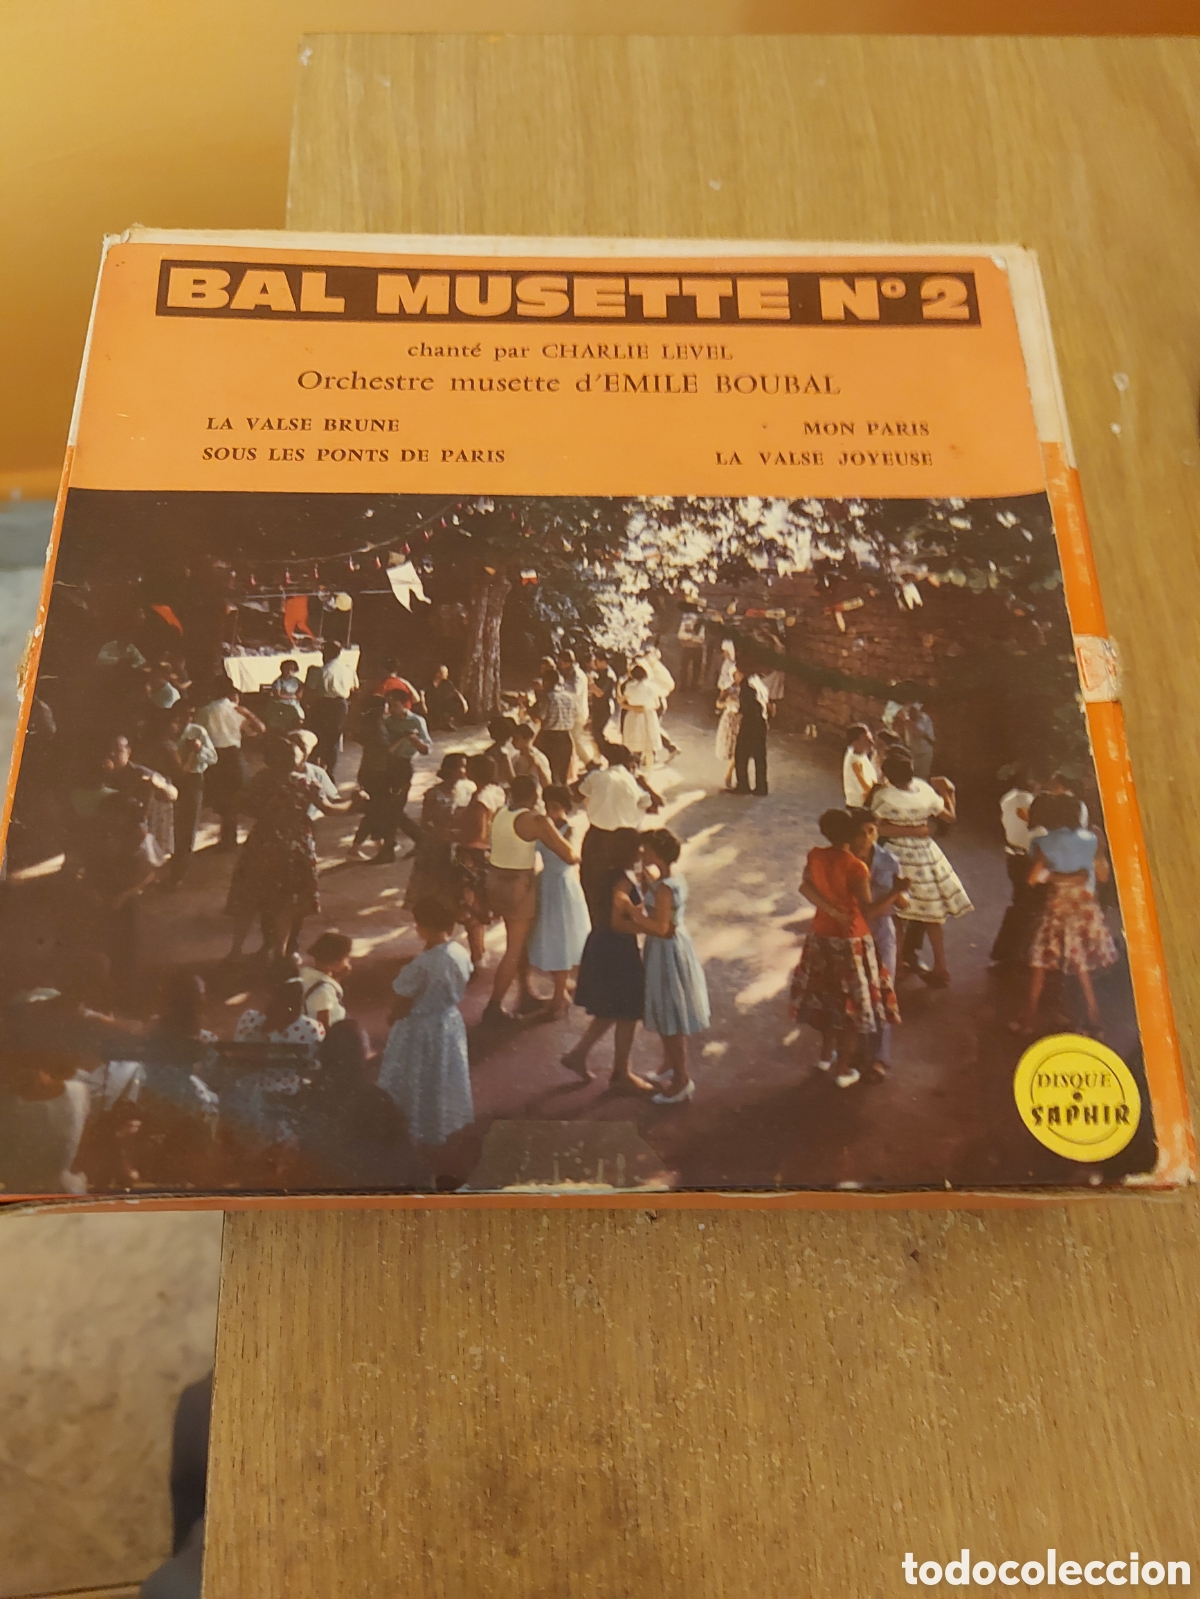 BAL MUSETTE Nº 2
chanté par CHARLIE LEVEL
Orchestre musette d'EMILE BOUBAL
LA VALSE BRUNE
SOUS LES PONTS DE PARIS
MON PARIS
LA VALSE JOYEUSE
DISQUE
SAPHIR
todocoleccion